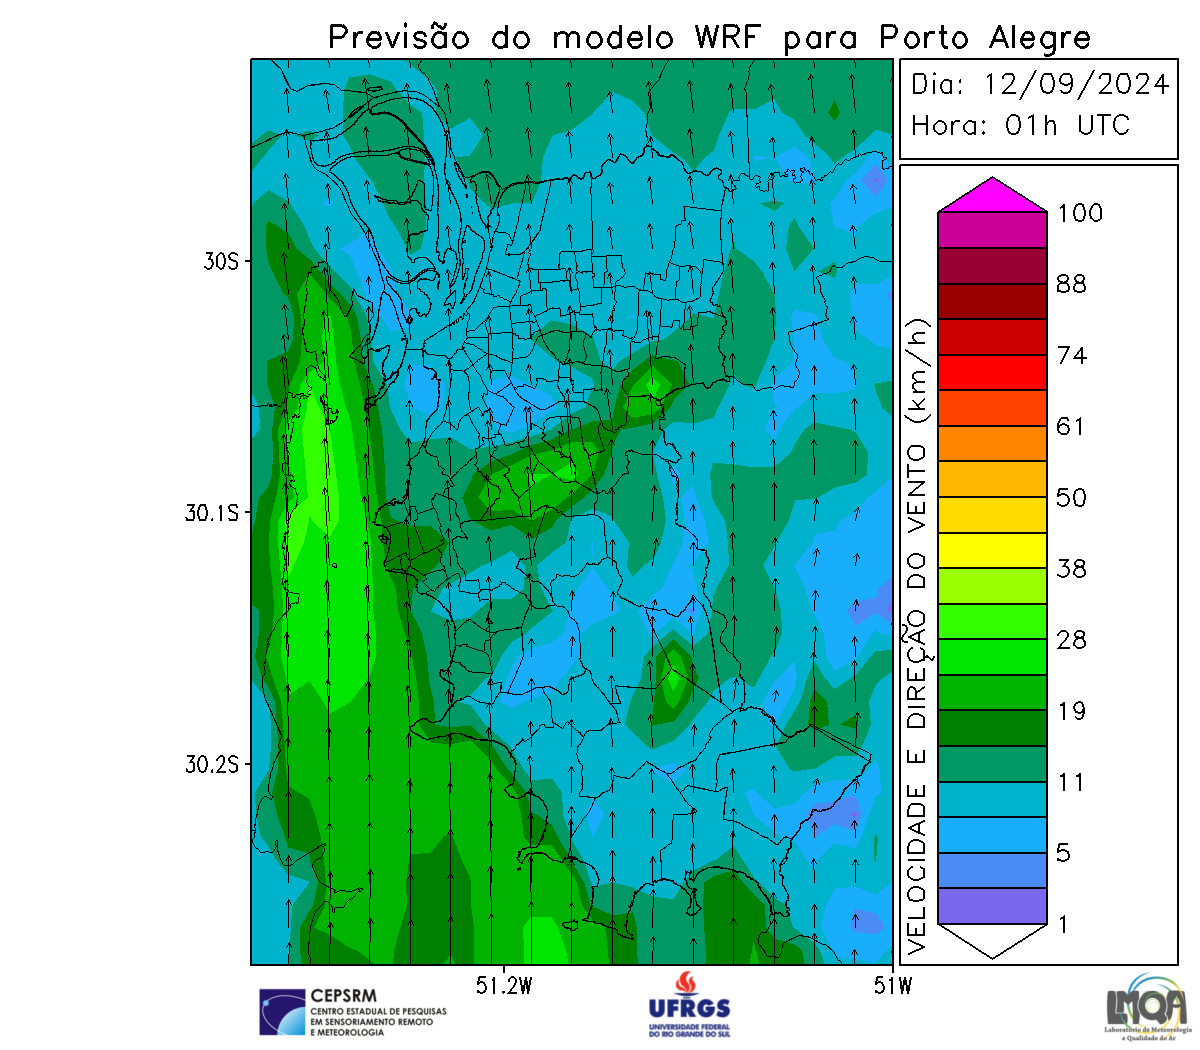 Previsão do modelo WRF para Porto Alegre
Dia: 12/09/2024
Hora: 01h UTC
100
88
74
61
50
38
28
19
11
5
1
VELOCIDADE E DIREÇÃO DO VENTO (km/h)
30S
30.1S
30.2S
51.2W
51W
CEPSRM
CENTRO ESTADUAL DE PESQUISAS
EM SENSORIAMENTO REMOTO
E METEOROLOGIA
UFRGS
UNIVERSIDADE FEDERAL
DO RIO GRANDE DO SUL
LMQA
Laboratório de Meteorologia
e Qualidade do Ar